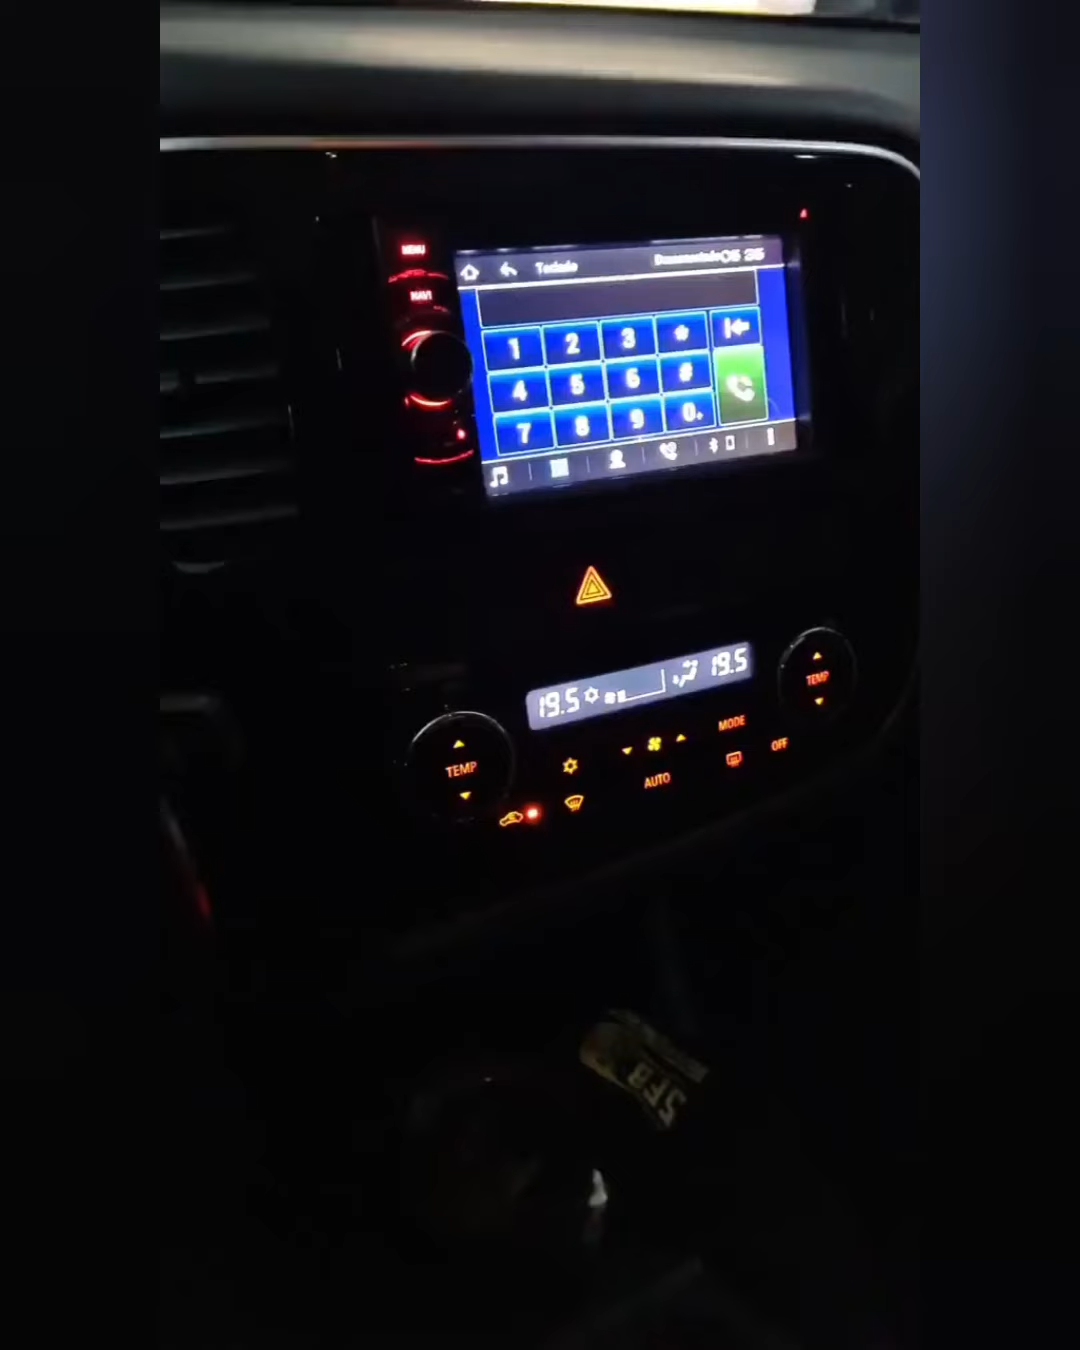 MENU
Teclado
NAVI
1 2 3 *
4 5 6 #
7 8 9 0+
19.5 19.5
TEMP
MODE
TEMP
AUTO
OFF
5FB